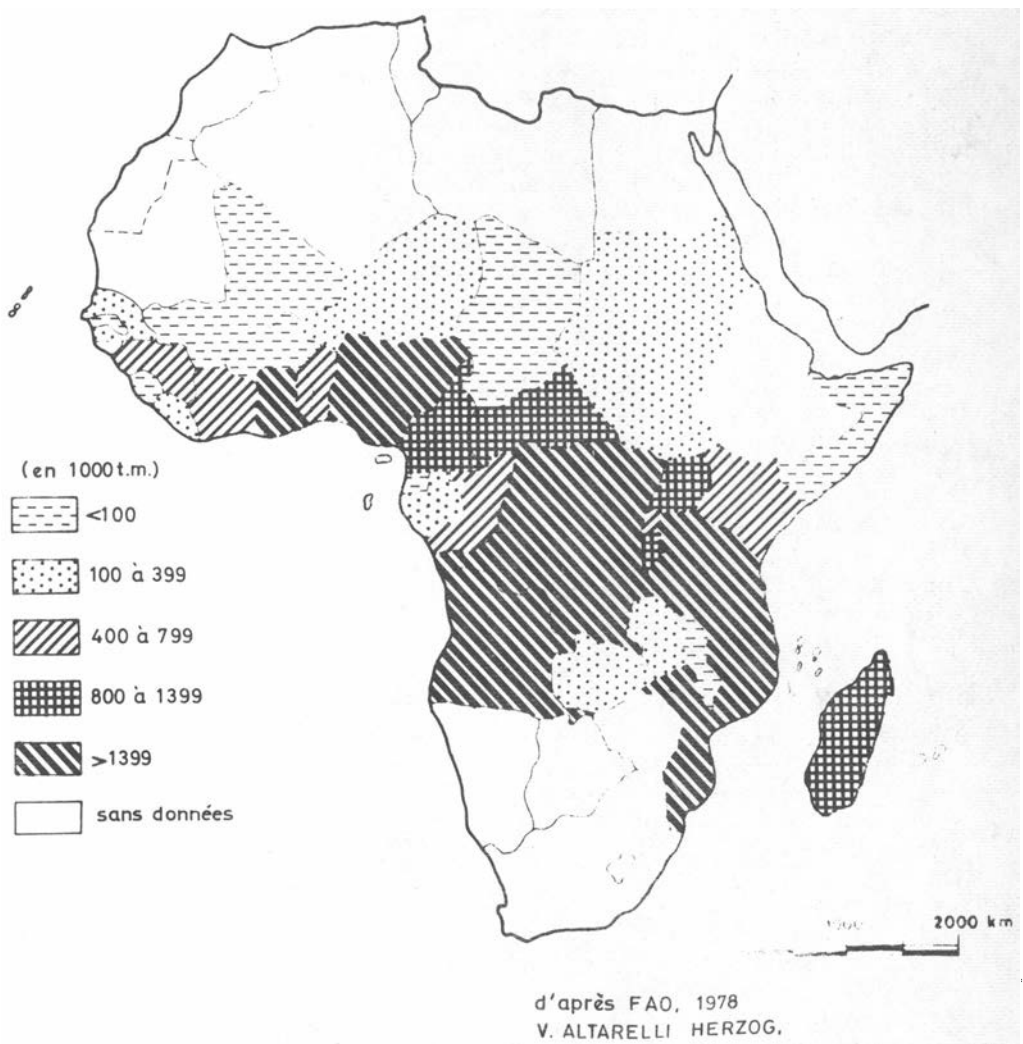 (en 1000 t.m.)
<100
100 à 399
400 à 799
800 à 1399
>1399
sans données
2000 km
d'après FAO, 1978
V. ALTARELLI HERZOG,